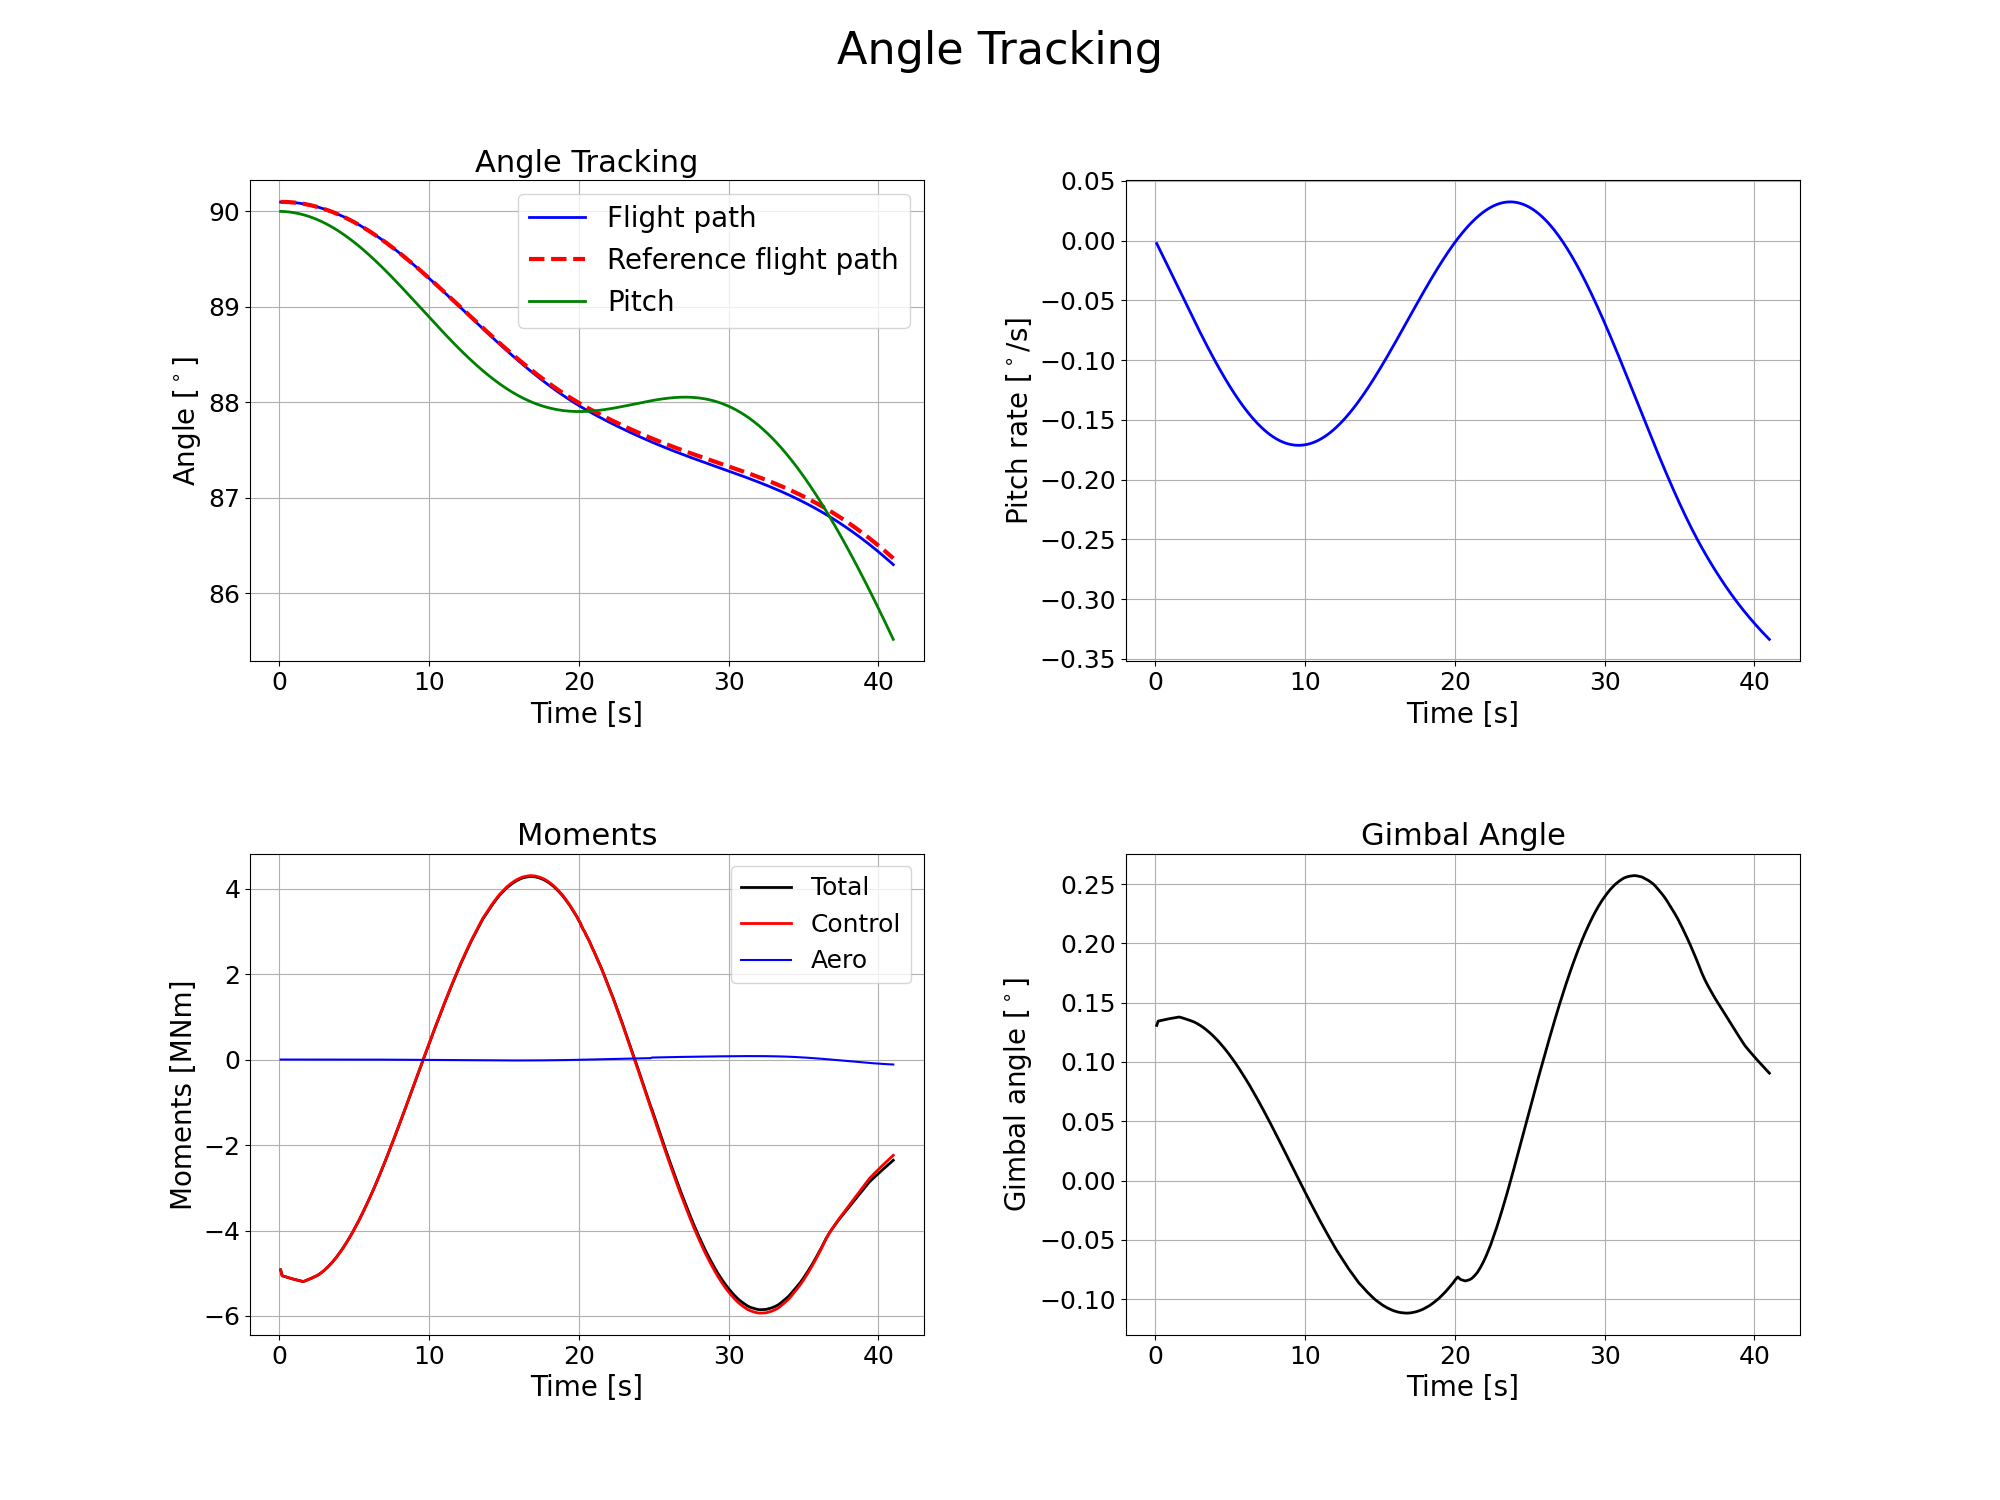 Angle Tracking
Angle Tracking
90
89
88
87
86
Angle [°]
0 10 20 30 40
Time [s]
Flight path
Reference flight path
Pitch
0.05
0.00
−0.05
−0.10
−0.15
−0.20
−0.25
−0.30
−0.35
Pitch rate [°/s]
0 10 20 30 40
Time [s]
Moments
4
2
0
−2
−4
−6
Moments [MNm]
0 10 20 30 40
Time [s]
Total
Control
Aero
Gimbal Angle
0.25
0.20
0.15
0.10
0.05
0.00
−0.05
−0.10
Gimbal angle [°]
0 10 20 30 40
Time [s]